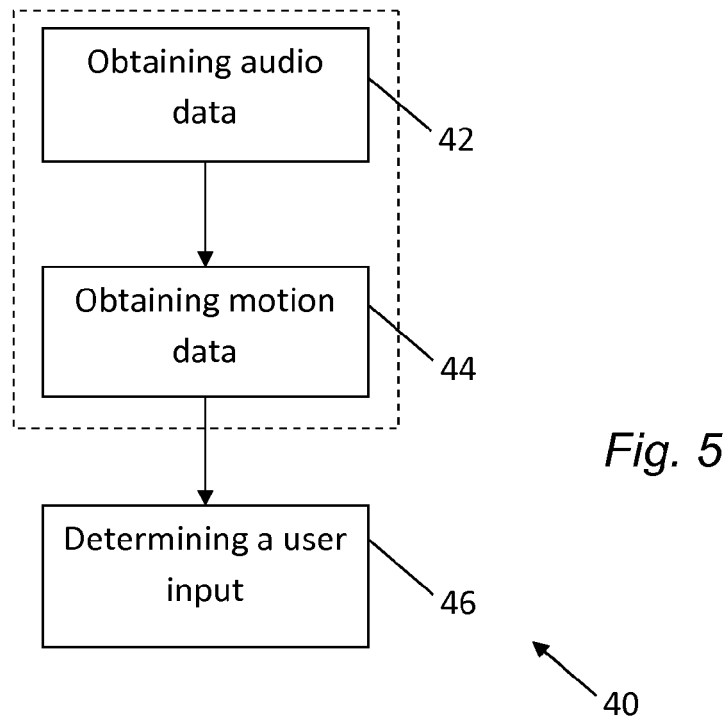 Obtaining audio
data
42
Obtaining motion
data
44
Fig. 5
Determining a user
input
46
40